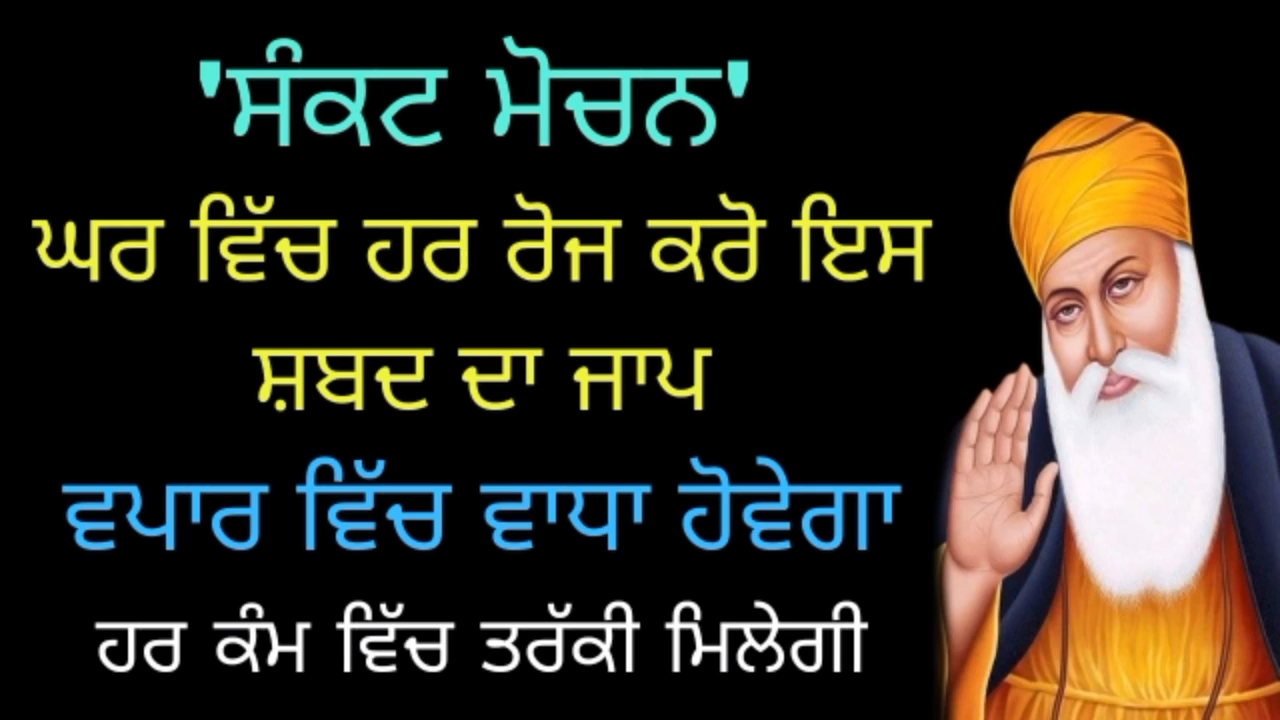 'ਸੰਕਟ ਮੋਚਨ'
ਘਰ ਵਿੱਚ ਹਰ ਰੋਜ ਕਰੋ ਇਸ
ਸ਼ਬਦ ਦਾ ਜਾਪ
ਵਪਾਰ ਵਿੱਚ ਵਾਧਾ ਹੋਵੇਗਾ
ਹਰ ਕੰਮ ਵਿੱਚ ਤਰੱਕੀ ਮਿਲੇਗੀ